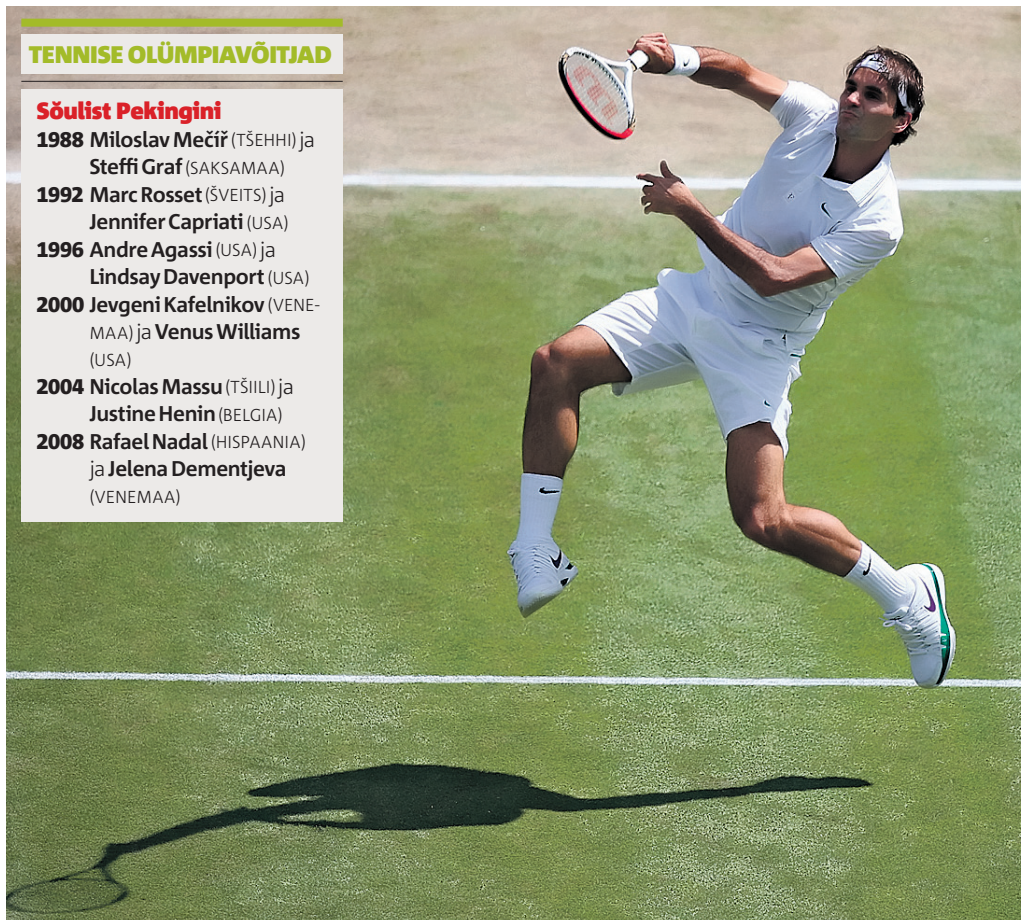 TENNISE OLÜMPIAVÕITJAD
Sŏulist Pekingini
1988 Miloslav Mečíř (TŠEHHI) ja
Steffi Graf (SAKSAMAA)
1992 Marc Rosset (ŠVEITS) ja
Jennifer Capriati (USA)
1996 Andre Agassi (USA) ja
Lindsay Davenport (USA)
2000 Jevgeni Kafelnikov (VENE-
MAA) ja Venus Williams
(USA)
2004 Nicolas Massu (TŠIILI) ja
Justine Henin (BELGIA)
2008 Rafael Nadal (HISPAANIA)
ja Jelena Dementjeva
(VENEMAA)